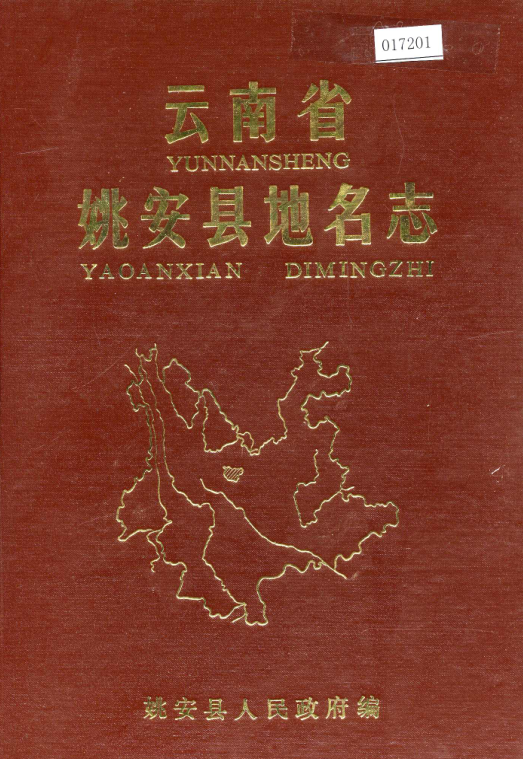 017201
云南省
YUNNANSHENG
姚安县地名志
YAOANXIAN DIMINGZHI
姚安县人民政府编